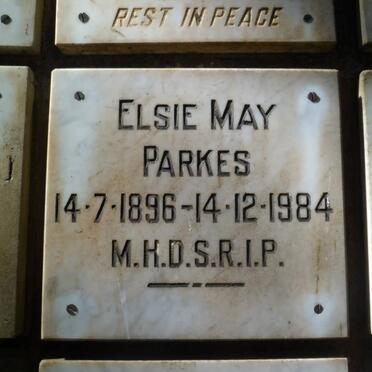 REST IN PEACE
ELSIE MAY
PARKES
14·7·1896-14·12·1984
M.H.D.S.R.I.P.